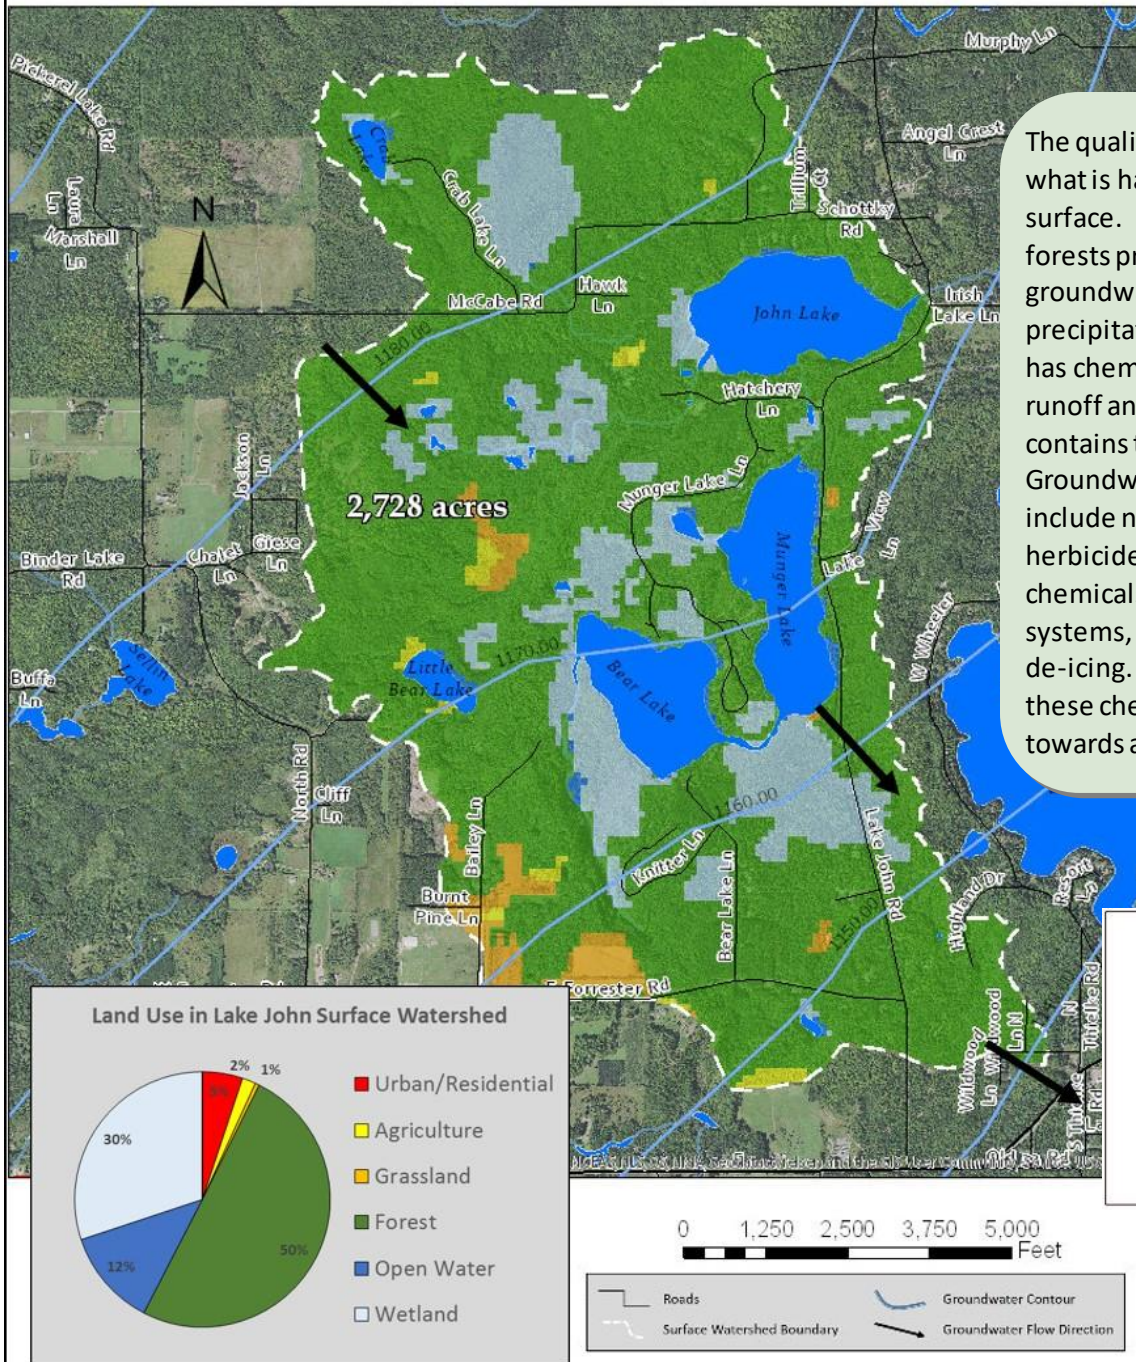 Murphy Ln
Pickerel Lake Rd
Angel Crest
Ln
Laura
Ln
Marshall
Ln
N
Crab
Lake
Crab Lake Ln
Trillium
Ct
Schottky
Rd
Hawk
Ln
McCabe Rd
John Lake
Irish
Lake Ln
1180.00
Hatchery
Ln
2,728 acres
Munger Lake Ln
Jackson
Ln
Giese
Ln
Chalet
Ln
Binder Lake
Rd
Munger Lake
Lake View
Ln
W Wheeler
Sellin
Lake
Buffa
Ln
Little
Bear Lake
1170.00
Bear Lake
North Rd
Cliff
Ln
Bailey Ln
1160.00
Knitter Ln
Bear Lake Ln
Lake John Rd
1150.00
Highland Dr
Resort
Ln
Burnt
Pine Ln
Forrester Rd
Wildwood
Ln
Wildwood
Ln N
N
Thielke Rd
The quali
what is ha
surface.
forests pr
groundw
precipita
has chem
runoff an
contains t
Groundw
include n
herbicide
chemical
systems,
de-icing.
these che
towards a
Land Use in Lake John Surface Watershed
2%
1%
5%
30%
50%
12%
Urban/Residential
Agriculture
Grassland
Forest
Open Water
Wetland
0 1,250 2,500 3,750 5,000
Feet
Roads
Groundwater Contour
Surface Watershed Boundary
Groundwater Flow Direction